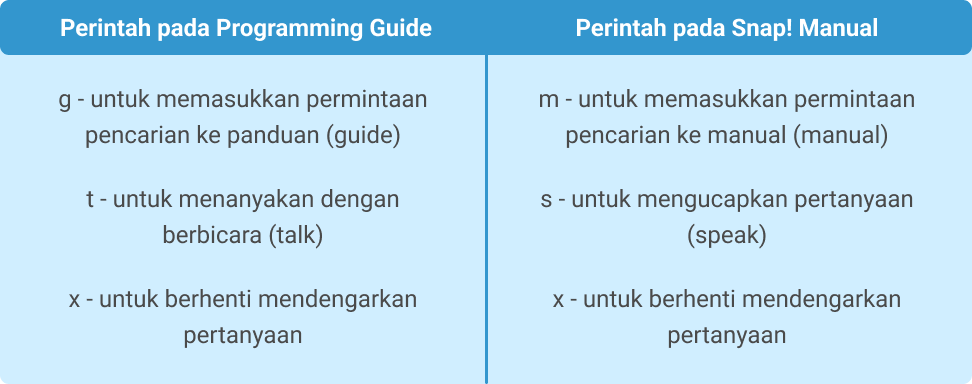 Perintah pada Programming Guide
Perintah pada Snap! Manual
g - untuk memasukkan permintaan
pencarian ke panduan (guide)
t - untuk menanyakan dengan
berbicara (talk)
x - untuk berhenti mendengarkan
pertanyaan
m - untuk memasukkan permintaan
pencarian ke manual (manual)
s - untuk mengucapkan pertanyaan
(speak)
x - untuk berhenti mendengarkan
pertanyaan